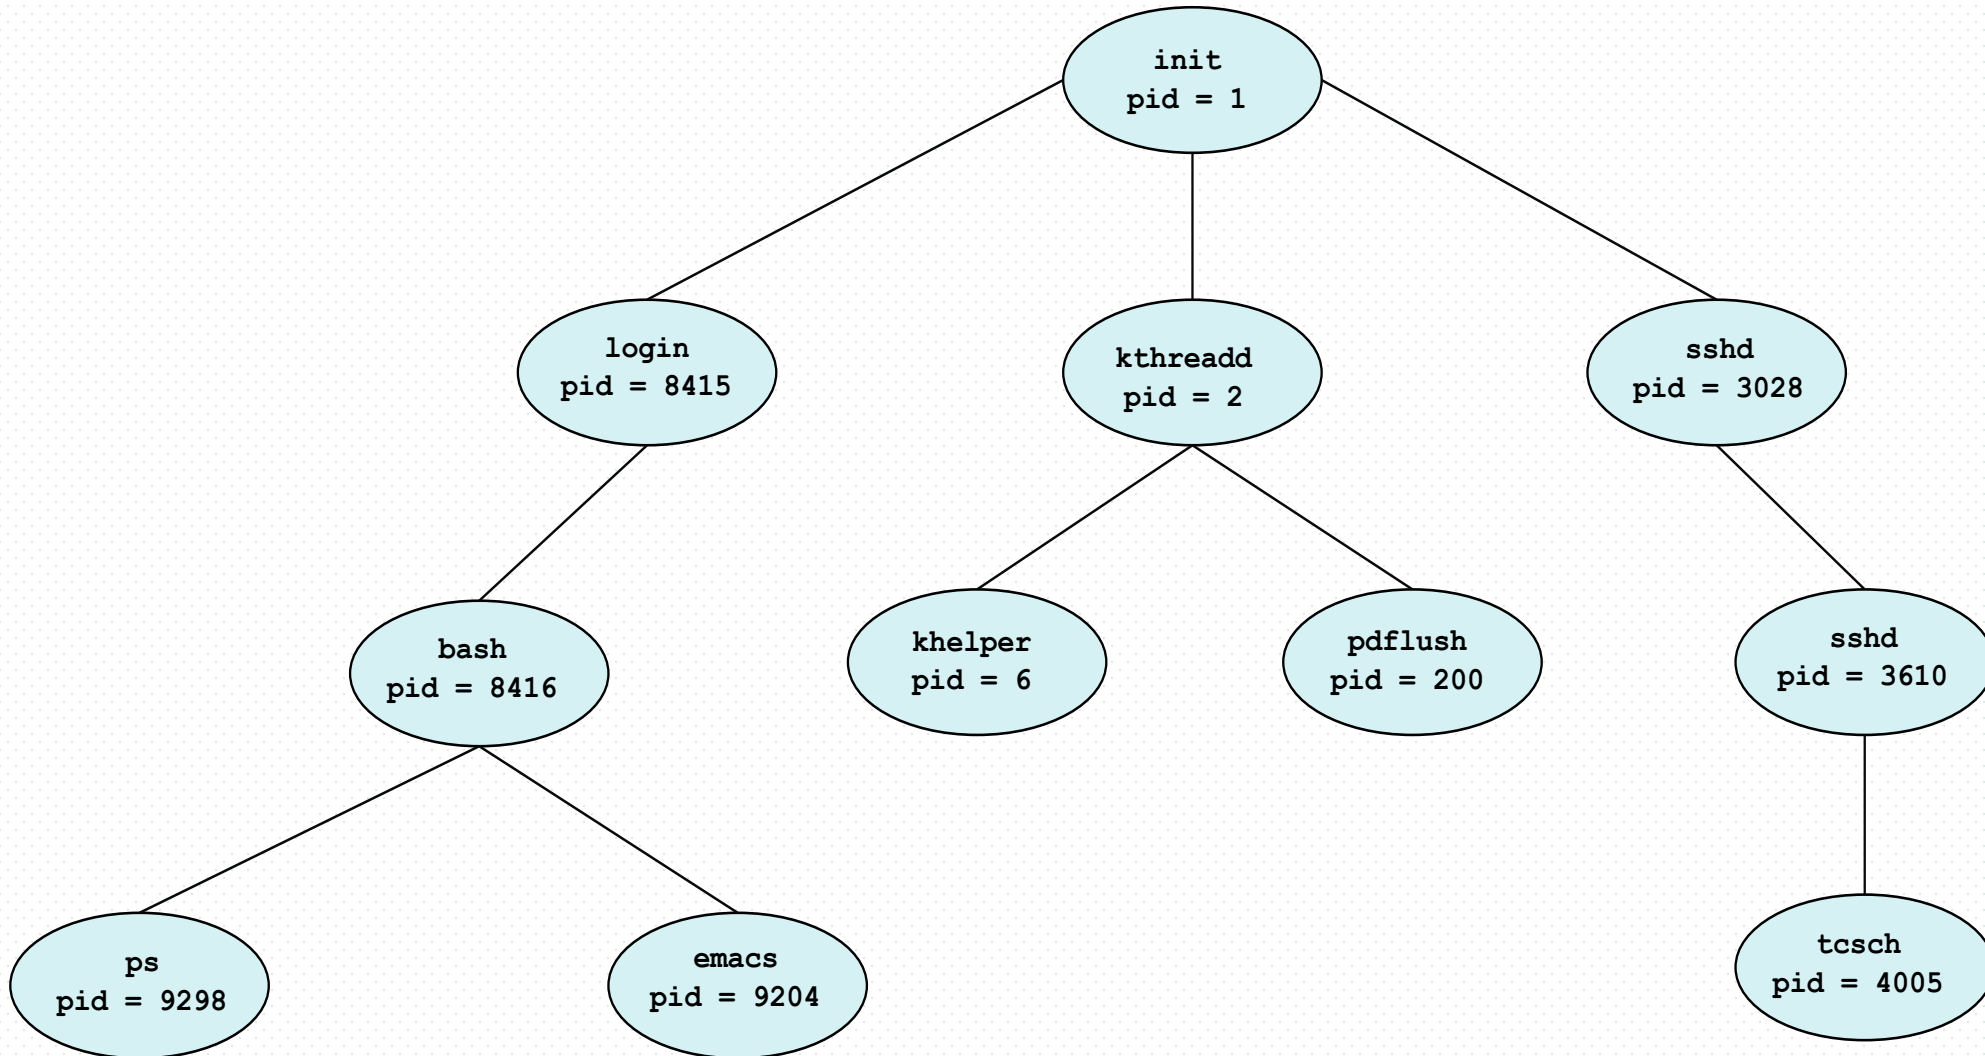 init
pid = 1
login
pid = 8415
kthreadd
pid = 2
sshd
pid = 3028
bash
pid = 8416
khelper
pid = 6
pdflush
pid = 200
sshd
pid = 3610
ps
pid = 9298
emacs
pid = 9204
tcsch
pid = 4005